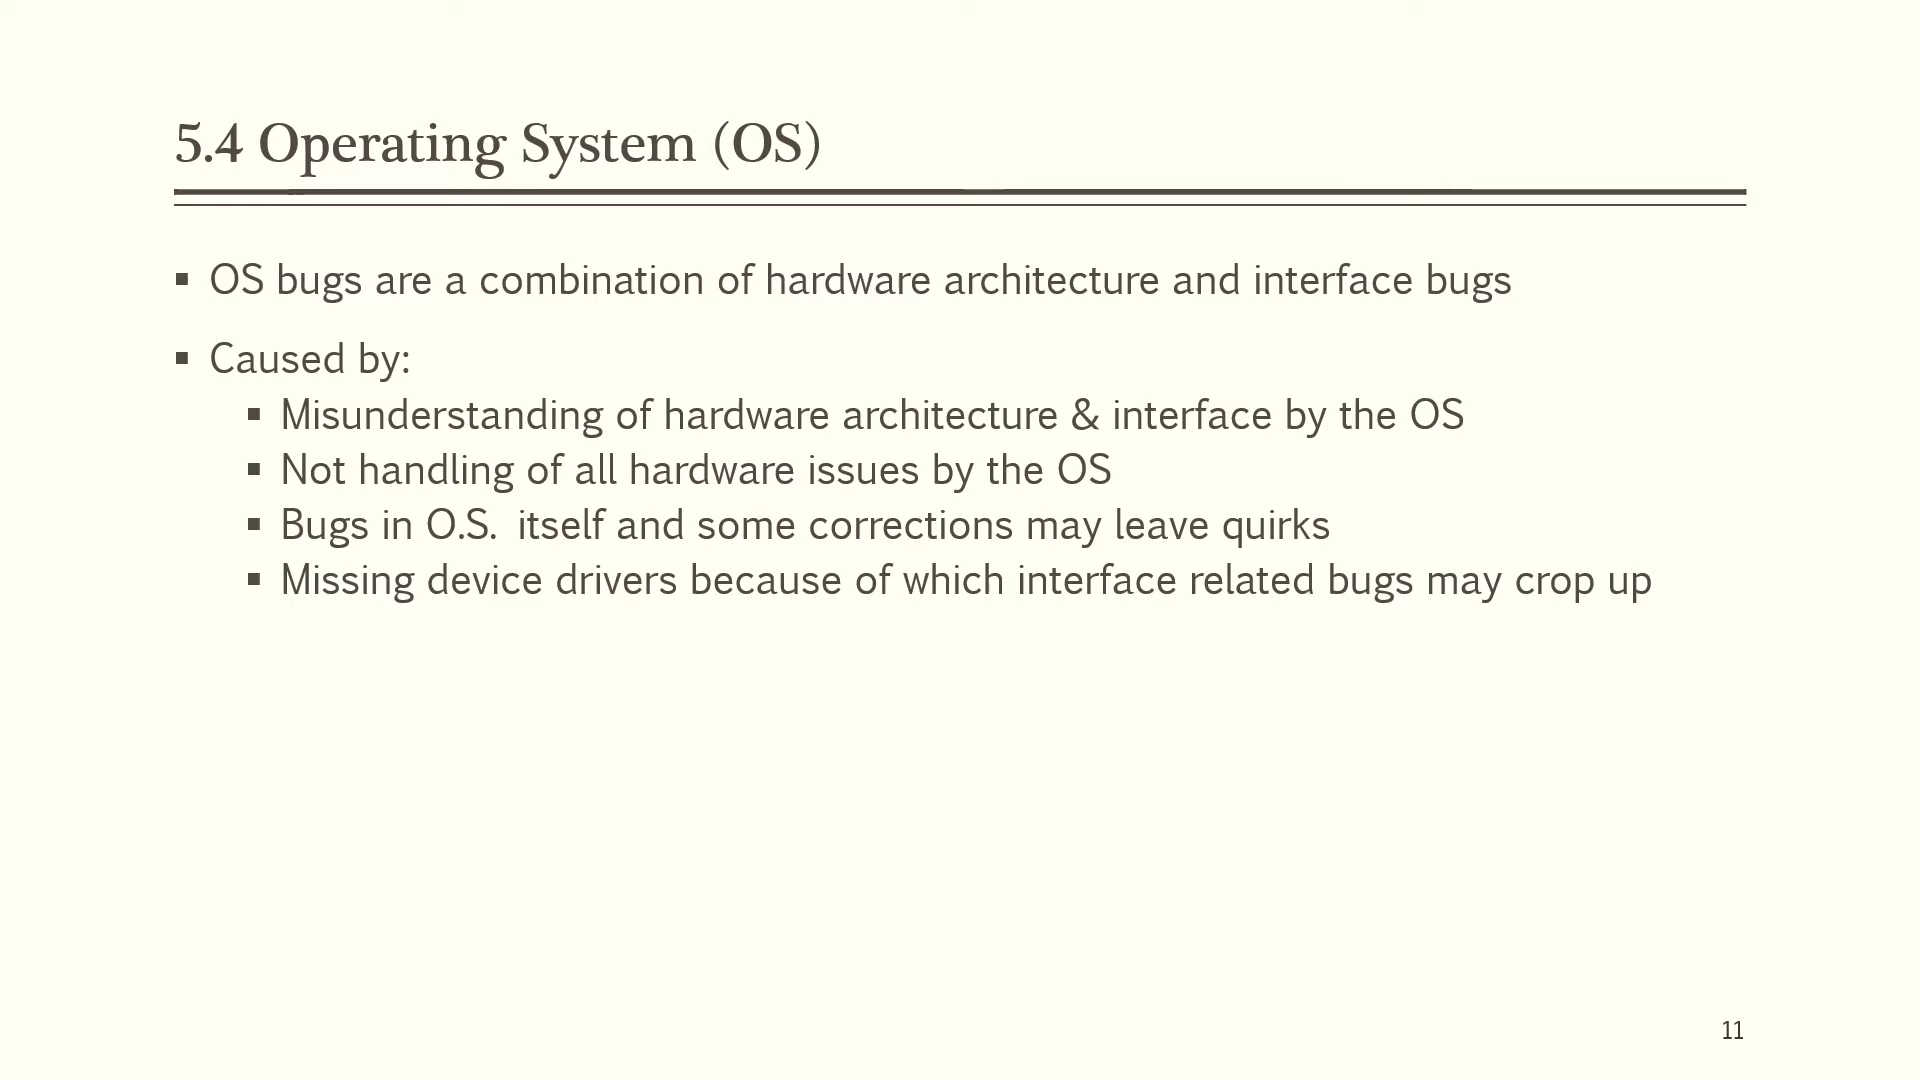 5.4 Operating System (OS)
▪ OS bugs are a combination of hardware architecture and interface bugs
▪ Caused by:
▪ Misunderstanding of hardware architecture & interface by the OS
▪ Not handling of all hardware issues by the OS
▪ Bugs in O.S.  itself and some corrections may leave quirks
▪ Missing device drivers because of which interface related bugs may crop up
11